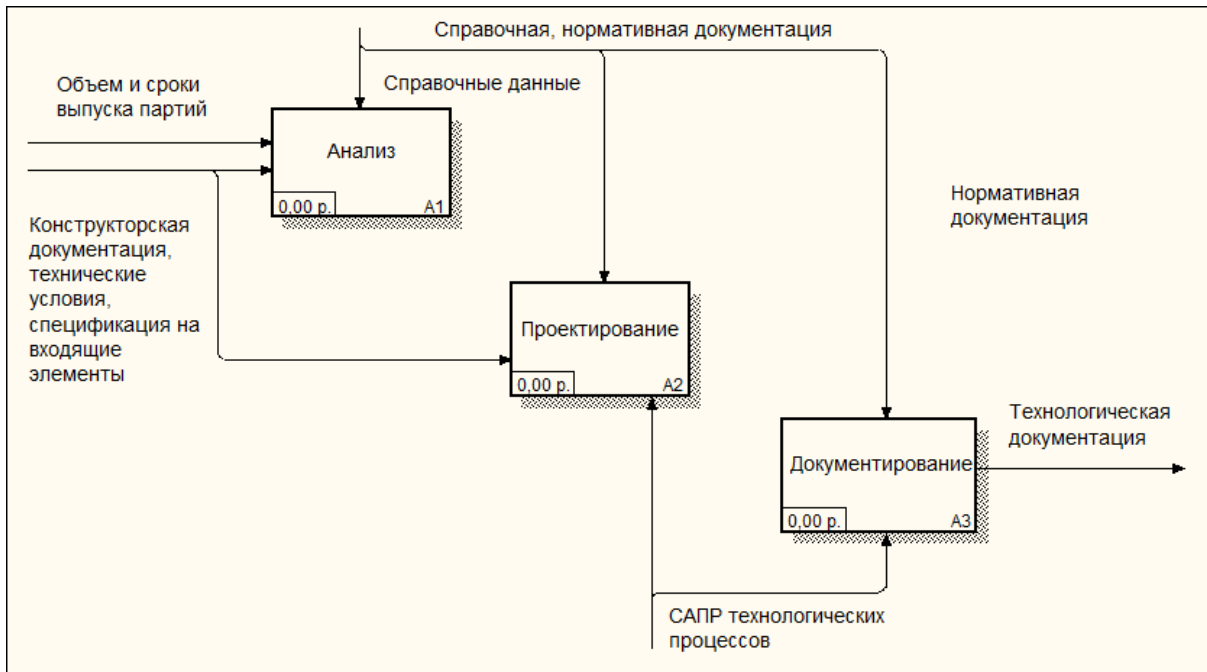 Справочная, нормативная документация
Объем и сроки
выпуска партий
Справочные данные
Анализ
0,00 р.
A1
Конструкторская
документация,
технические
условия,
спецификация на
входящие
элементы
Нормативная
документация
Проектирование
0,00 р.
A2
Технологическая
документация
Документирование
0,00 р.
A3
САПР технологических
процессов